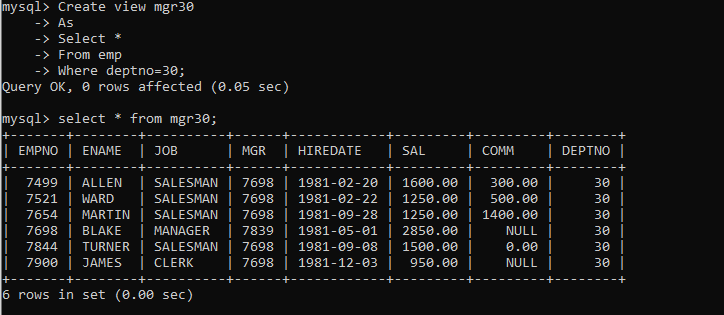 mysql> Create view mgr30
    -> As
    -> Select *
    -> From emp
    -> Where deptno=30;
Query OK, 0 rows affected (0.05 sec)

mysql> select * from mgr30;
+-------+--------+----------+------+------------+---------+---------+--------+
| EMPNO | ENAME  | JOB      | MGR  | HIREDATE   | SAL     | COMM    | DEPTNO |
+-------+--------+----------+------+------------+---------+---------+--------+
|  7499 | ALLEN  | SALESMAN | 7698 | 1981-02-20 | 1600.00 |  300.00 |     30 |
|  7521 | WARD   | SALESMAN | 7698 | 1981-02-22 | 1250.00 |  500.00 |     30 |
|  7654 | MARTIN | SALESMAN | 7698 | 1981-09-28 | 1250.00 | 1400.00 |     30 |
|  7698 | BLAKE  | MANAGER  | 7839 | 1981-05-01 | 2850.00 |    NULL |     30 |
|  7844 | TURNER | SALESMAN | 7698 | 1981-09-08 | 1500.00 |    0.00 |     30 |
|  7900 | JAMES  | CLERK    | 7698 | 1981-12-03 |  950.00 |    NULL |     30 |
+-------+--------+----------+------+------------+---------+---------+--------+
6 rows in set (0.00 sec)